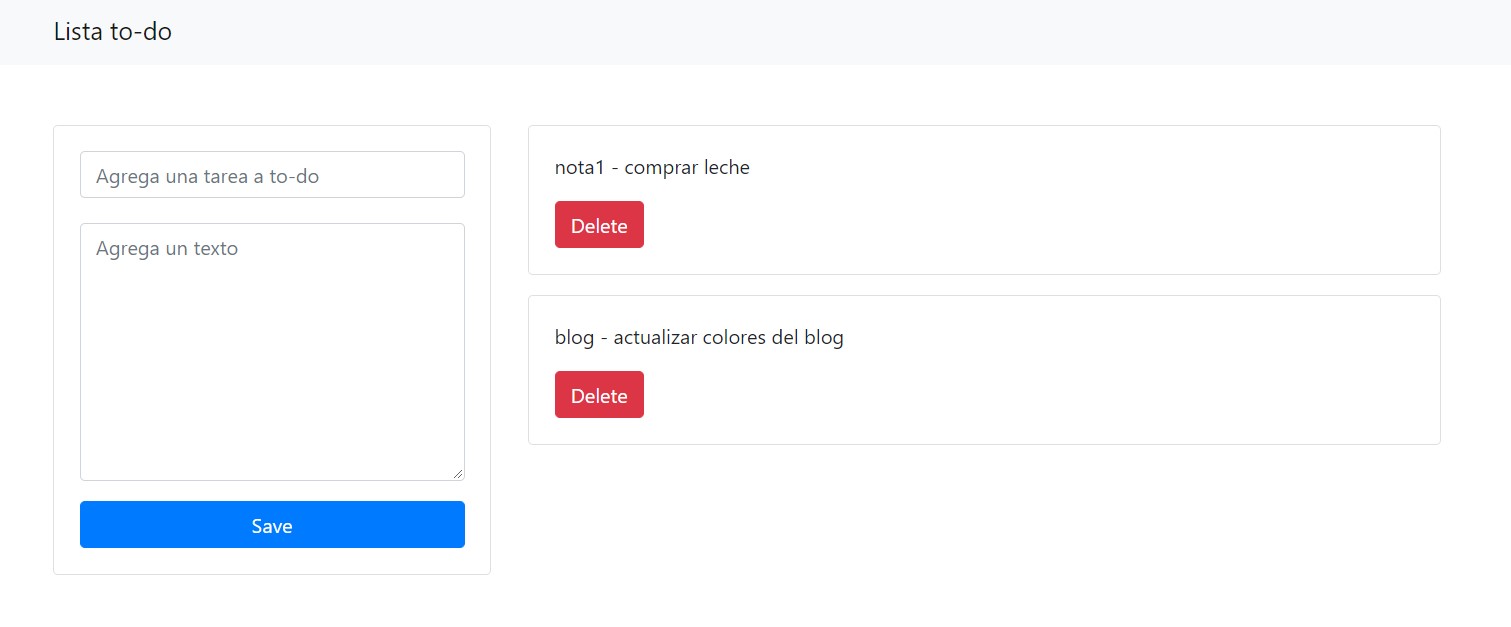 Lista to-do
Agrega una tarea a to-do
Agrega un texto
Save
nota1 - comprar leche
Delete
blog - actualizar colores del blog
Delete